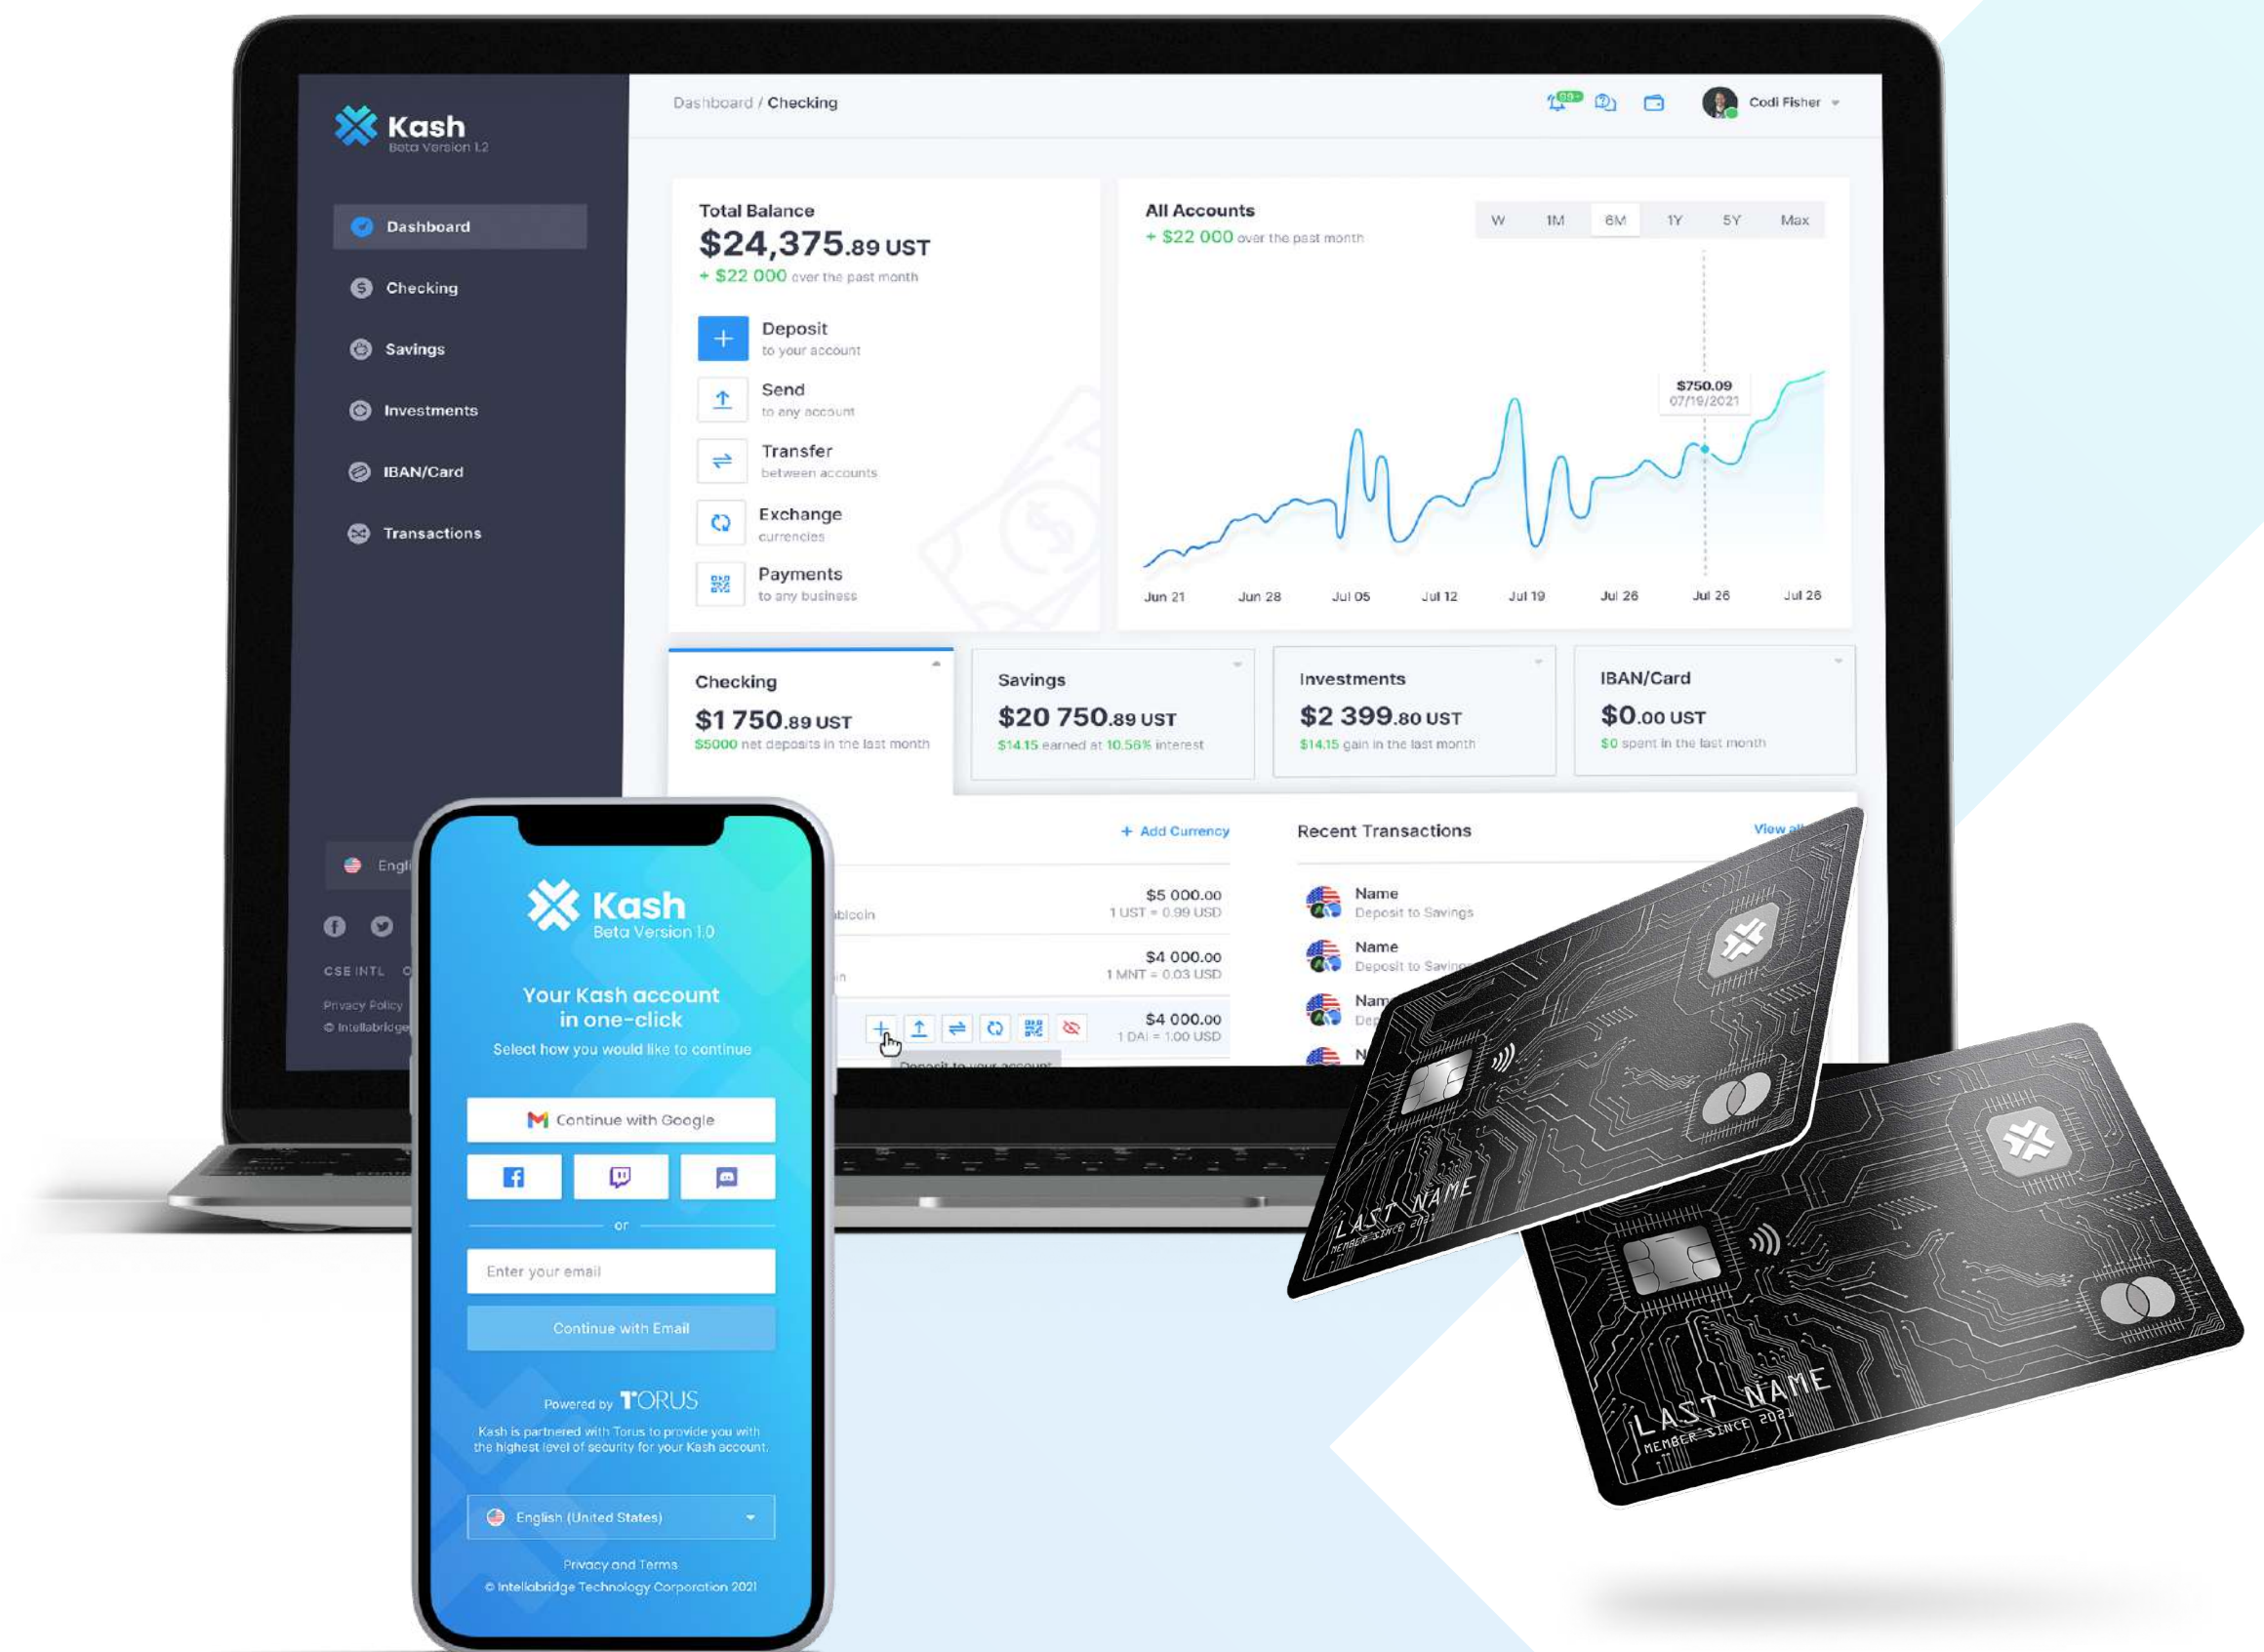 Kash
Beta Version 1.2
Dashboard
Checking
Savings
Investments
IBAN/Card
Transactions
CSE INTL
Privacy Policy
Dashboard / Checking
99+
Codi Fisher
Total Balance
$24,375.89 UST
+ $22 000 over the past month
Deposit
to your account
Send
to any account
Transfer
between accounts
Exchange
currencies
Payments
to any business
All Accounts
+ $22 000 over the past month
W 1M 6M 1Y 5Y Max
$750.09
07/19/2021
Jun 21 Jun 28 Jul 05 Jul 12 Jul 19 Jul 26 Jul 26 Jul 26
Checking
$1 750.89 UST
$5000 net deposits in the last month
Savings
$20 750.89 UST
$14.15 earned at 10.56% interest
Investments
$2 399.80 UST
$14.15 gain in the last month
IBAN/Card
$0.00 UST
$0 spent in the last month
+ Add Currency
$5 000.00
1 UST = 0.99 USD
$4 000.00
1 MNT = 0.03 USD
$4 000.00
1 DAI = 1.00 USD
Deposit to your account
Recent Transactions
View all
Name
Deposit to Savings
Name
Deposit to Savings
Kash
Beta Version 1.0
Your Kash account
in one-click
Select how you would like to continue
Continue with Google
or
Enter your email
Continue with Email
Powered by TORUS
Kash is partnered with Torus to provide you with
the highest level of security for your Kash account.
English (United States)
Privacy and Terms
© Intellabridge Technology Corporation 2021
LAST NAME
MEMBER SINCE 2021
LAST NAME
MEMBER SINCE 2021